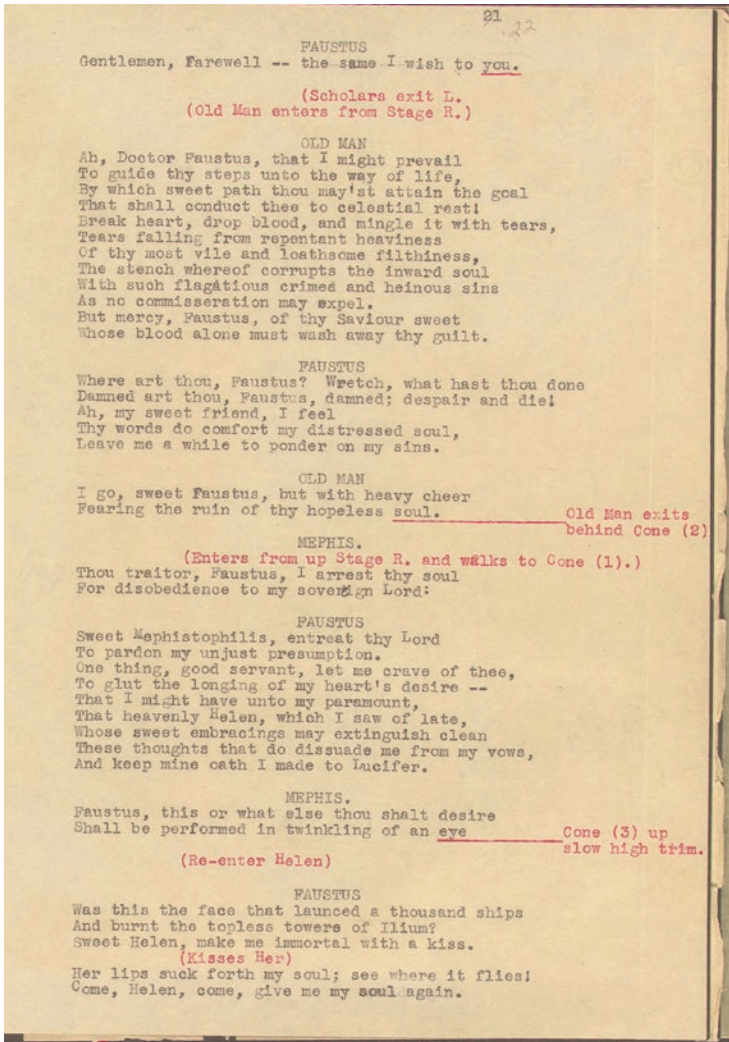 21
.22
FAUSTUS
Gentlemen, Farewell -- the same I wish to you.
(Scholars exit L.
(Old Man enters from Stage R.)
OLD MAN
Ah, Doctor Faustus, that I might prevail
To guide thy steps unto the way of life,
By which sweet path thou may'st attain the goal
That shall conduct thee to celestial rest!
Break heart, drop blood, and mingle it with tears,
Tears falling from repentant heaviness
Of thy most vile and loathsome filthiness,
The stench whereof corrupts the inward soul
With such flagatious crimed and heinous sins
As no commisseration may expel.
But mercy, Faustus, of thy Saviour sweet
Whose blood alone must wash away thy guilt.
FAUSTUS
Where art thou, Faustus? Wretch, what hast thou done
Damned art thou, Faustus, damned; despair and die!
Ah, my sweet friend, I feel
Thy words do comfort my distressed soul,
Leave me a while to ponder on my sins.
OLD MAN
I go, sweet Faustus, but with heavy cheer
Fearing the ruin of thy hopeless soul. Old Man exits
behind Cone (2)
MEPHIS.
(Enters from up Stage R. and walks to Cone (1).)
Thou traitor, Faustus, I arrest thy soul
For disobedience to my sovereign Lord:
FAUSTUS
Sweet Mephistophilis, entreat thy Lord
To pardon my unjust presumption.
One thing, good servant, let me crave of thee,
To glut the longing of my heart's desire --
That I might have unto my paramount,
That heavenly Helen, which I saw of late,
Whose sweet embracings may extinguish clean
These thoughts that do dissuade me from my vows,
And keep mine oath I made to Lucifer.
MEPHIS.
Faustus, this or what else thou shalt desire
Shall be performed in twinkling of an eye Cone (3) up
slow high trim.
(Re-enter Helen)
FAUSTUS
Was this the face that launced a thousand ships
And burnt the topless towers of Ilium?
Sweet Helen, make me immortal with a kiss.
(Kisses Her)
Her lips suck forth my soul; see where it flies!
Come, Helen, come, give me my soul again.